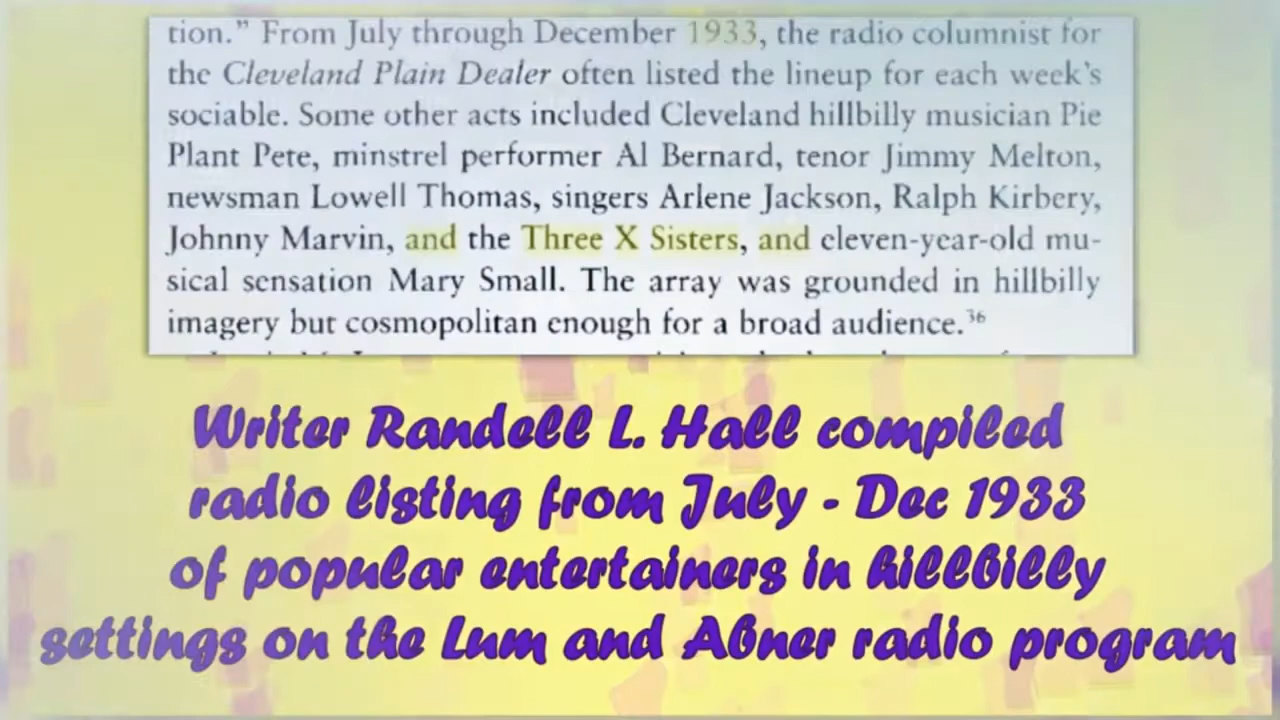 tion.” From July through December 1933, the radio columnist for
the Cleveland Plain Dealer often listed the lineup for each week’s
sociable. Some other acts included Cleveland hillbilly musician Pie
Plant Pete, minstrel performer Al Bernard, tenor Jimmy Melton,
newsman Lowell Thomas, singers Arlene Jackson, Ralph Kirbery,
Johnny Marvin, and the Three X Sisters, and eleven-year-old mu-
sical sensation Mary Small. The array was grounded in hillbilly
imagery but cosmopolitan enough for a broad audience.36
Writer Randell L. Hall compiled
radio listing from July - Dec 1933
of popular entertainers in hillbilly
settings on the Lum and Abner radio program